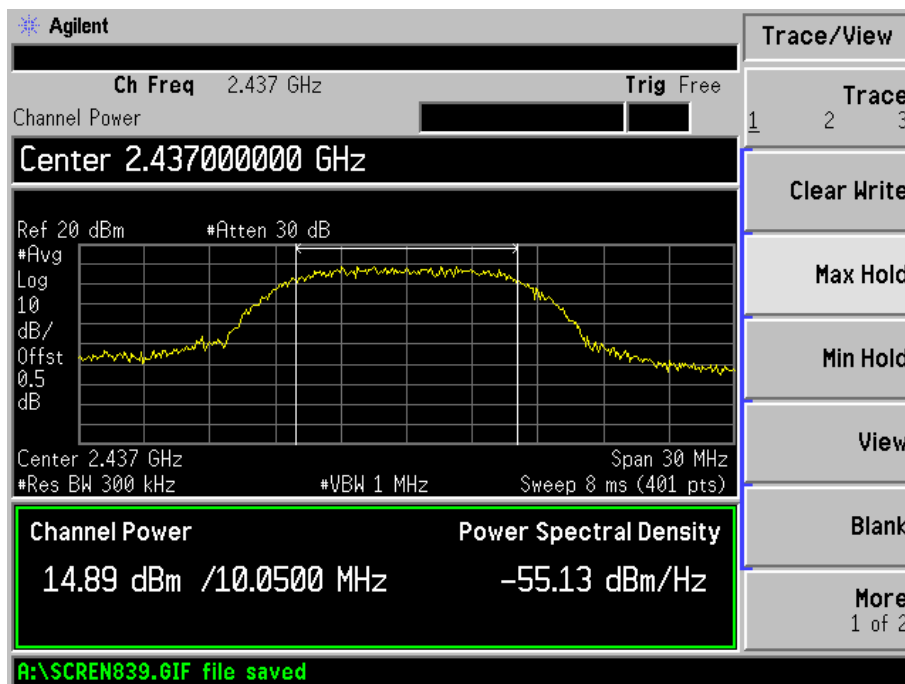 Agilent
Ch Freq 2.437 GHz Trig Free
Channel Power
Center 2.437000000 GHz
Ref 20 dBm #Atten 30 dB
#Avg
Log
10
dB/
Offst
0.5
dB
Center 2.437 GHz Span 30 MHz
#Res BW 300 kHz #VBW 1 MHz Sweep 8 ms (401 pts)
Channel Power Power Spectral Density
14.89 dBm /10.0500 MHz -55.13 dBm/Hz
A:\SCREN839.GIF file saved
Trace/View
Trace
1 2 3
Clear Write
Max Hold
Min Hold
View
Blank
More
1 of 2